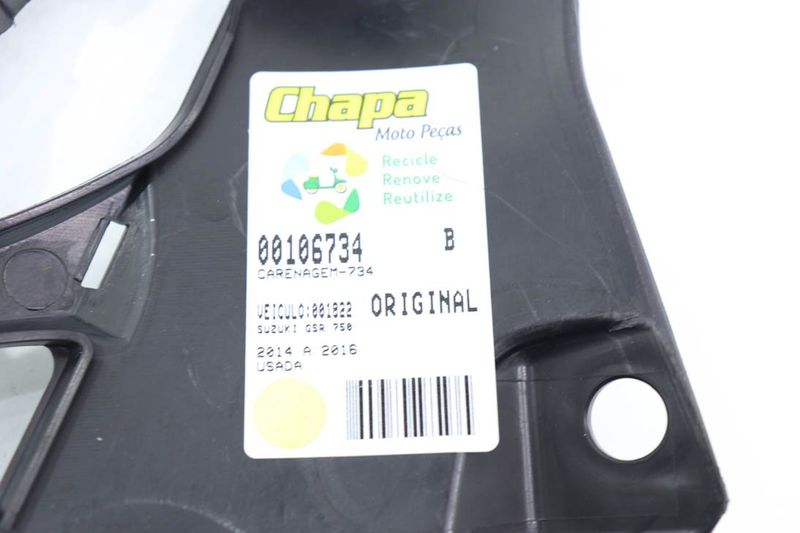 Chapa
Moto Peças
Recicle
Renove
Reutilize
00106734 B
CARENAGEM-734
VEICULO:001822 ORIGINAL
SUZUKI GSR 750
2014 A 2016
USADA